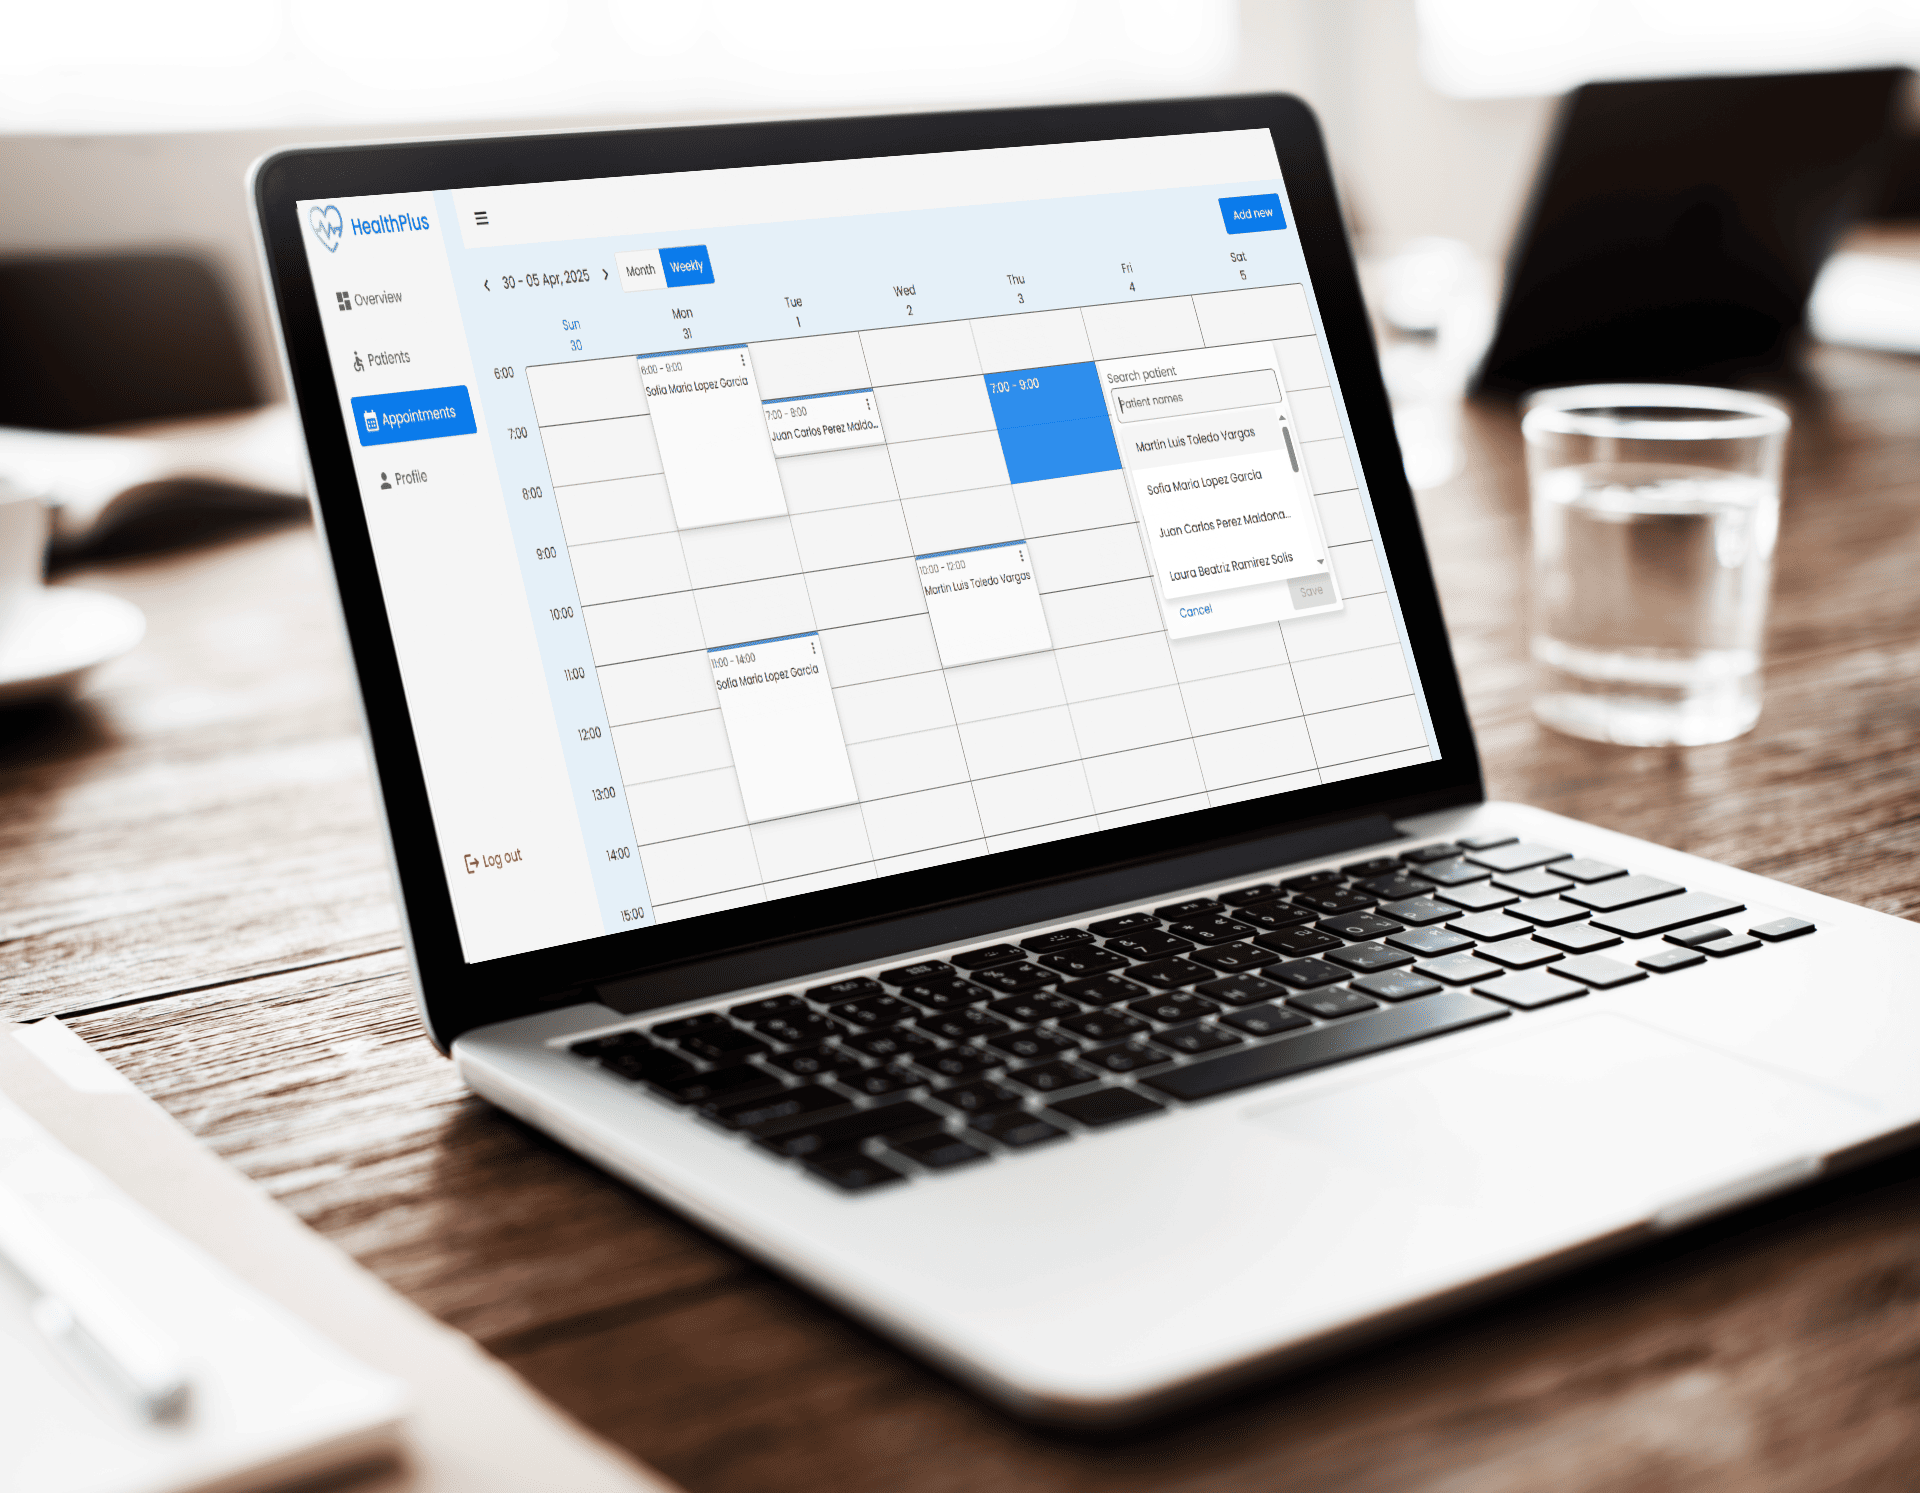 HealthPlus
Overview
Patients
Appointments
Profile
Log out
Add new
30 - 05 Apr, 2025
Month
Weekly
Sun
30
Mon
31
Tue
1
Wed
2
Thu
3
Fri
4
Sat
5
6:00
7:00
8:00
9:00
10:00
11:00
12:00
13:00
14:00
15:00
6:00 - 9:00
Sofia Maria Lopez Garcia
7:00 - 8:00
Juan Carlos Perez Maldo...
7:00 - 9:00
10:00 - 12:00
Martin Luis Toledo Vargas
11:00 - 14:00
Sofia Maria Lopez Garcia
Search patient
Patient names
Martin Luis Toledo Vargas
Sofia Maria Lopez Garcia
Juan Carlos Perez Maldona...
Laura Beatriz Ramirez Solis
Cancel
Save